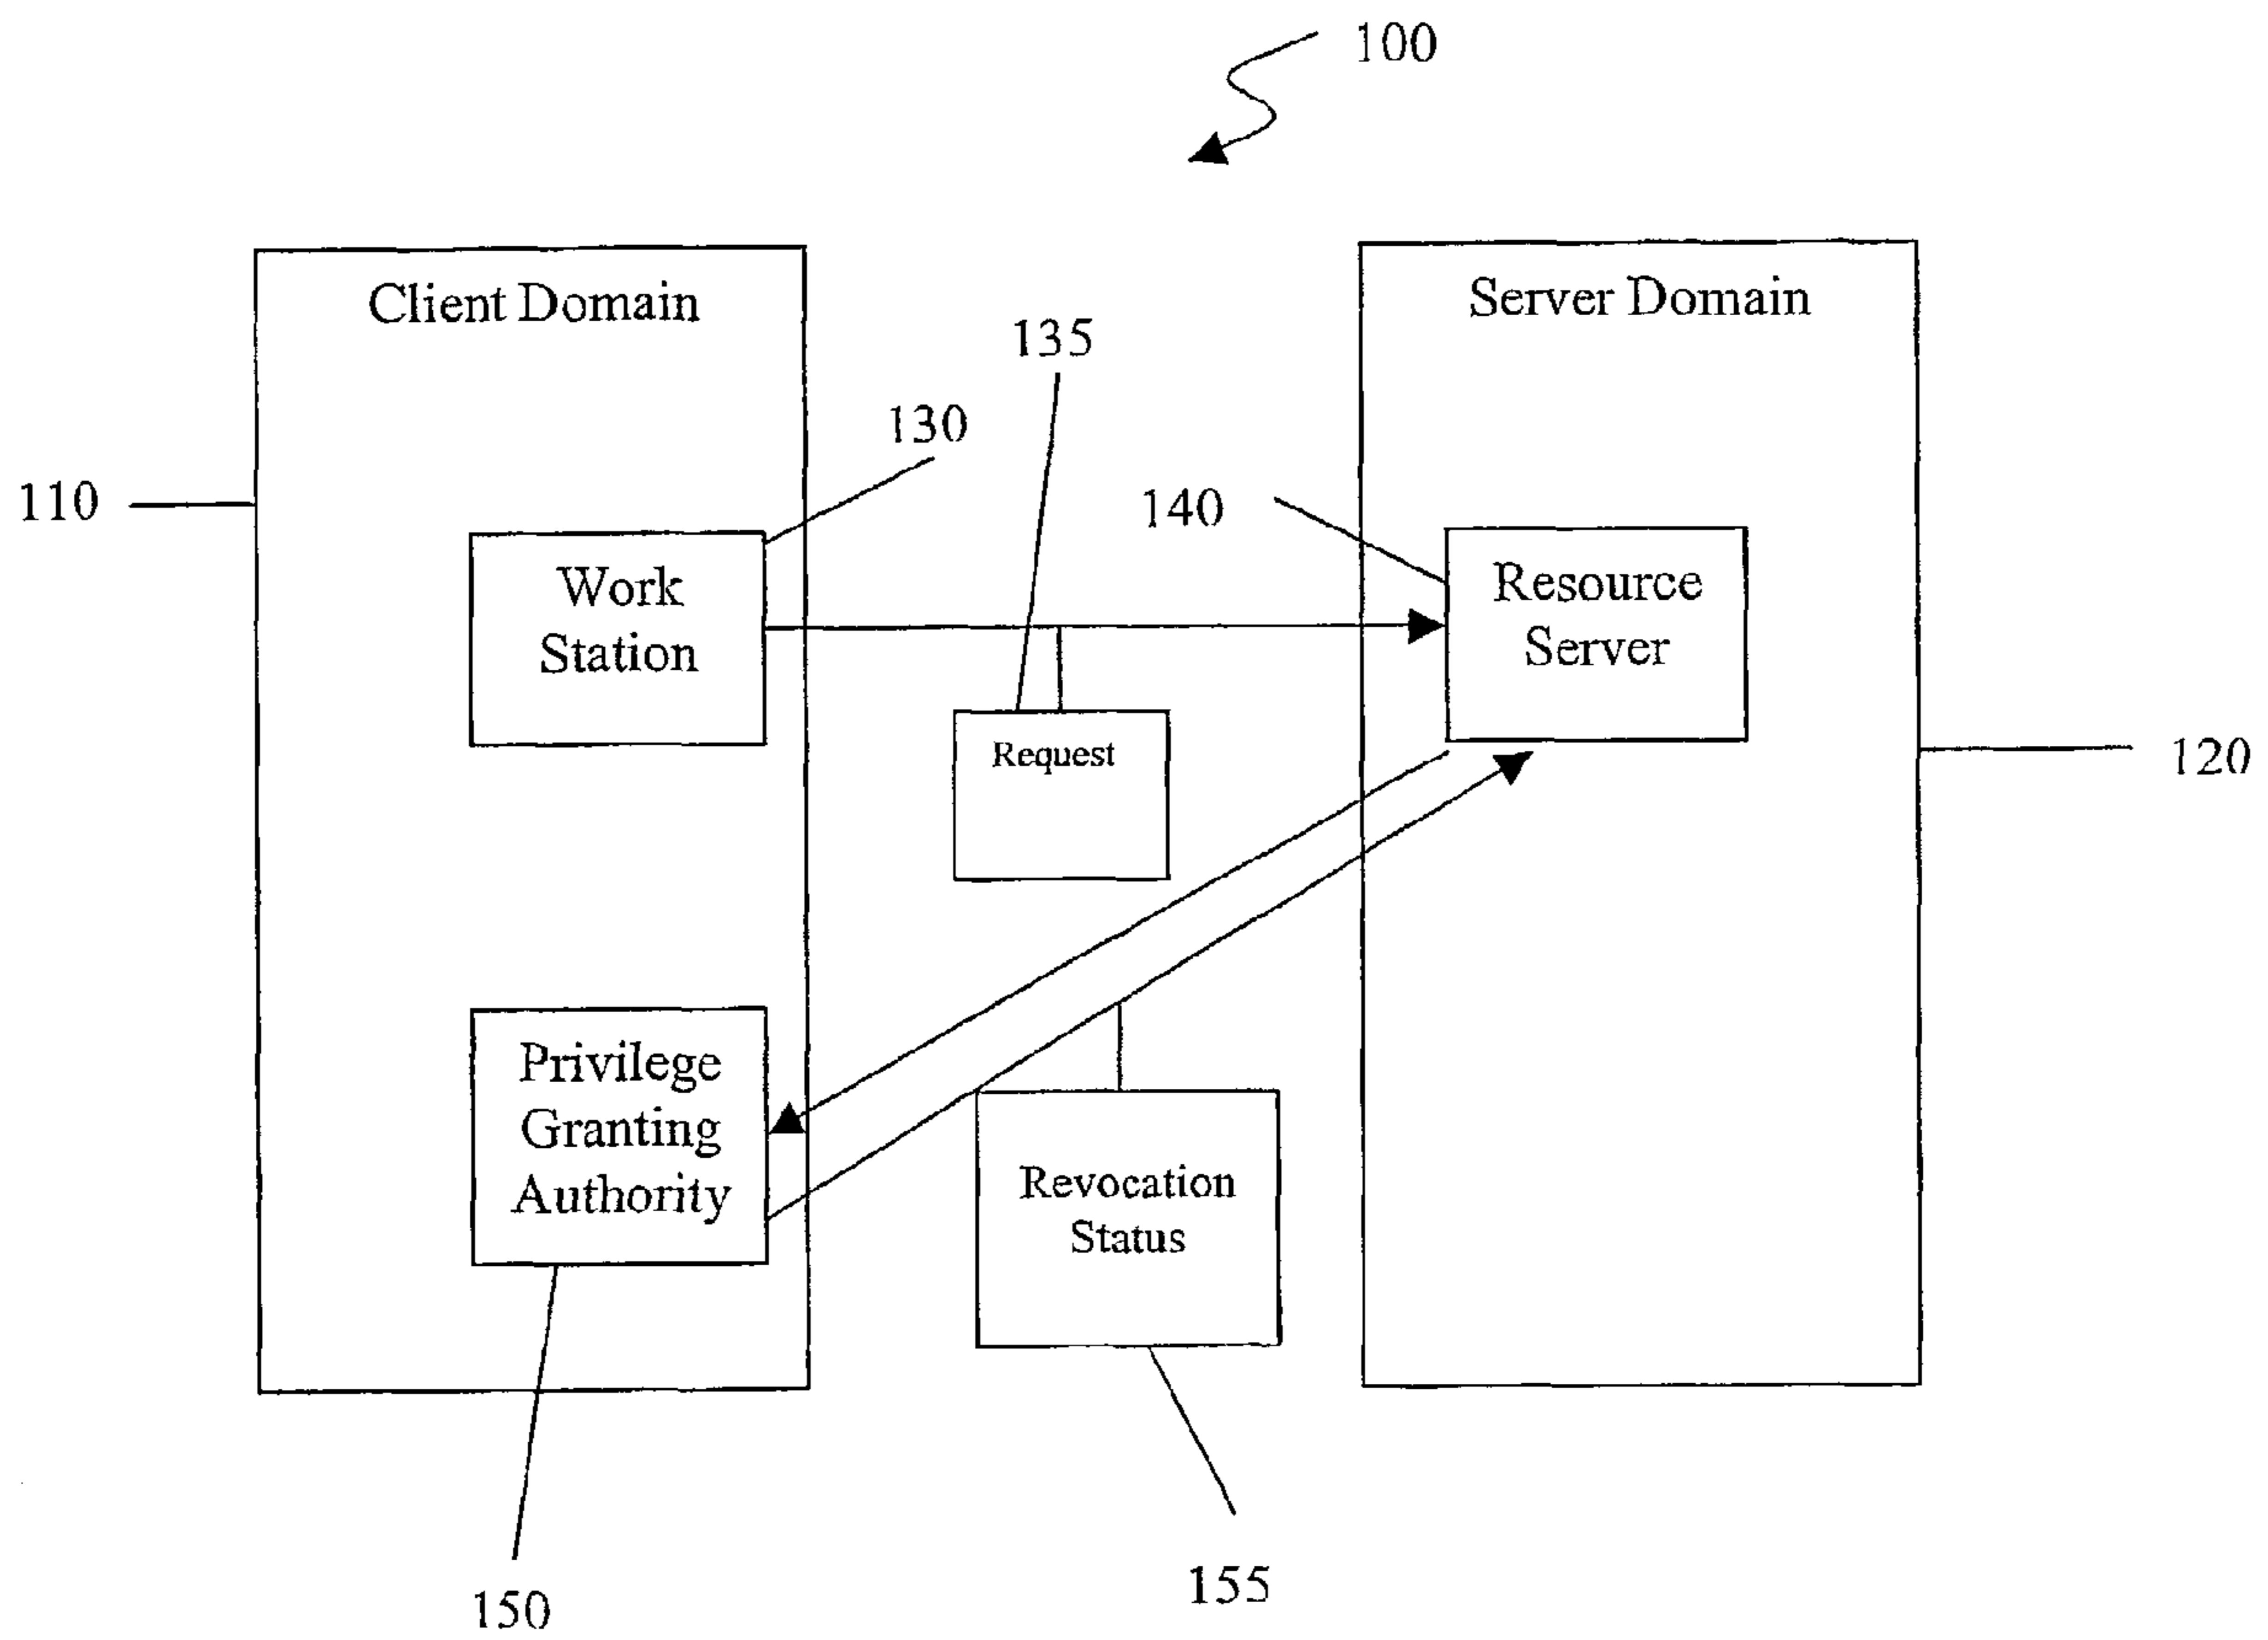 100
Client Domain
Server Domain
135
130
110
140
Work
Station
Resource
Server
Request
120
Privilege
Granting
Authority
Revocation
Status
155
150